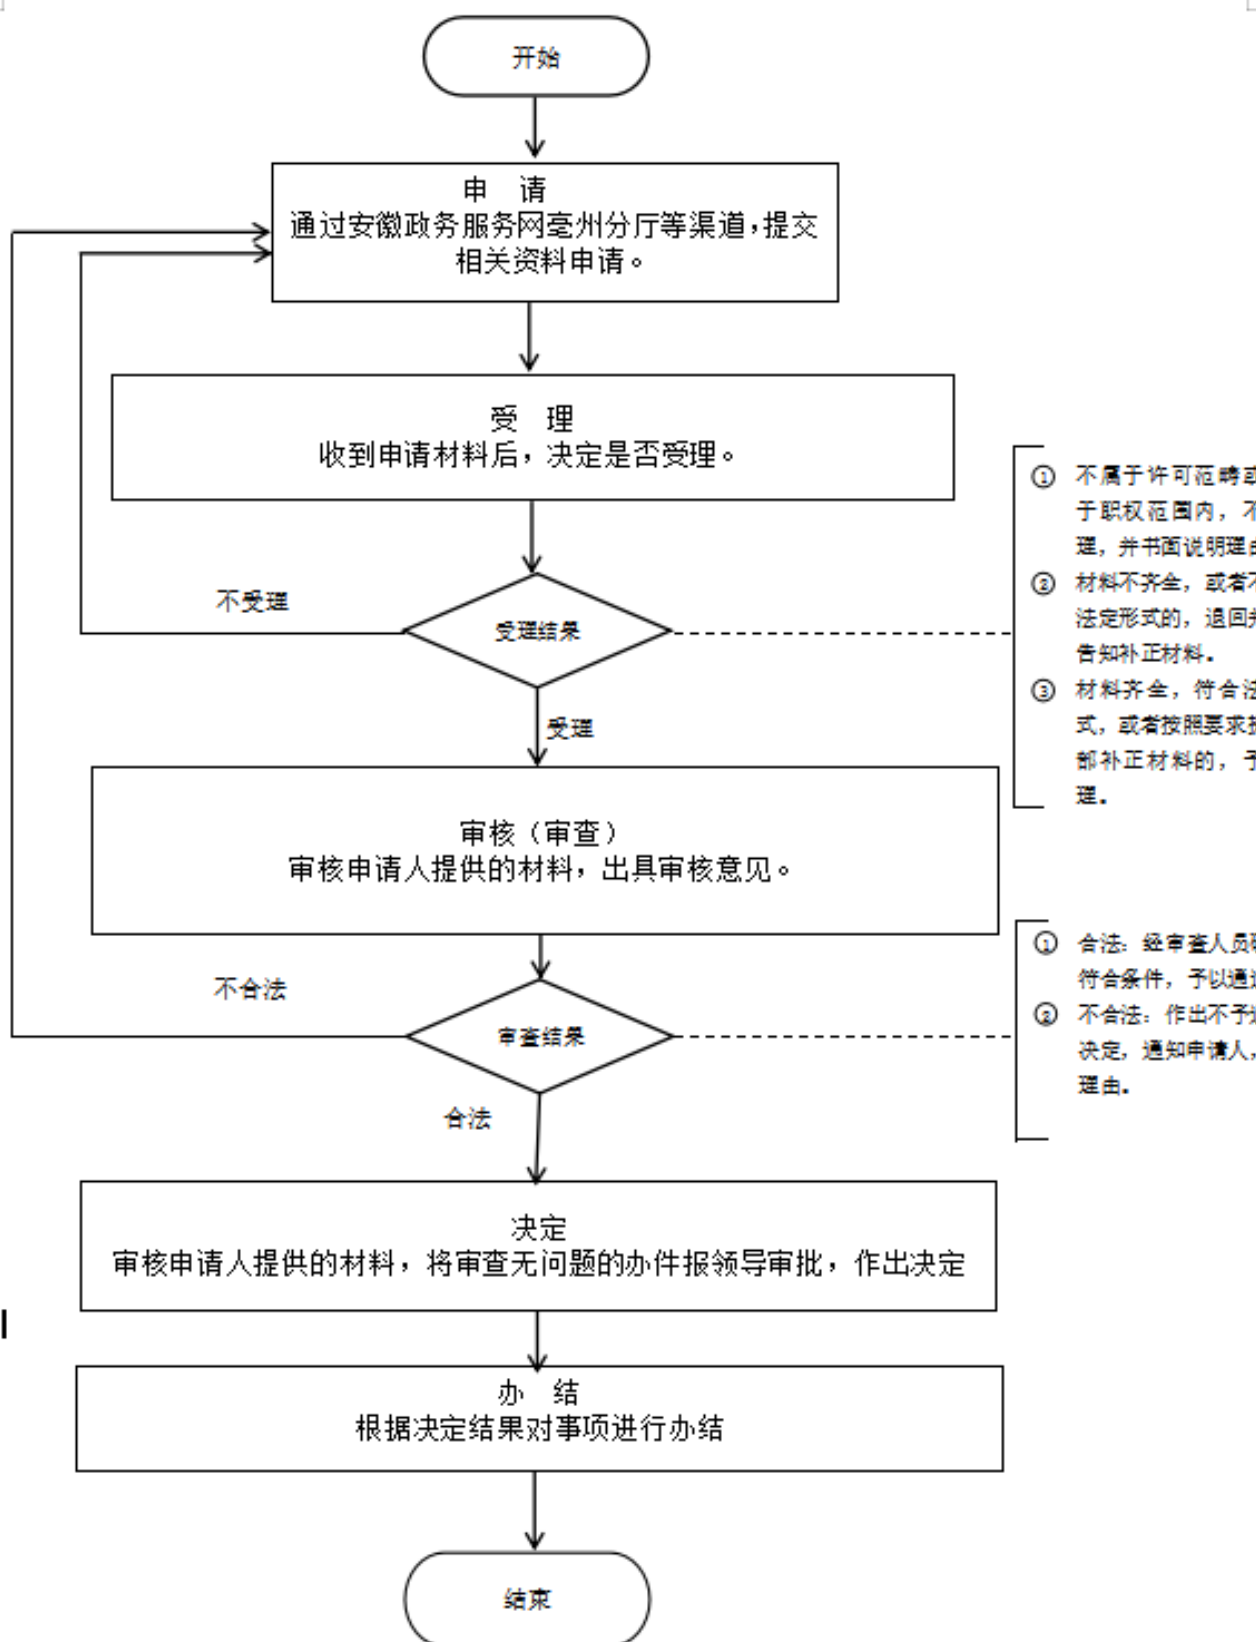 开始
申 请
通过安徽政务服务网亳州分厅等渠道,提交
相关资料申请。
受 理
收到申请材料后，决定是否受理。
不受理
受理结果
受理
① 不属于许可范畴或
于职权范围内，不
理，并书面说明理由
② 材料不齐全，或者不
法定形式的，退回并
告知补正材料。
③ 材料齐全，符合法
式，或者按照要求提
部补正材料的，予
理。
审核（审查）
审核申请人提供的材料，出具审核意见。
不合法
审查结果
合法
① 合法：经审查人员
符合条件，予以通过
② 不合法：作出不予通
决定，通知申请人，
理由。
决定
审核申请人提供的材料，将审查无问题的办件报领导审批，作出决定
办 结
根据决定结果对事项进行办结
结束